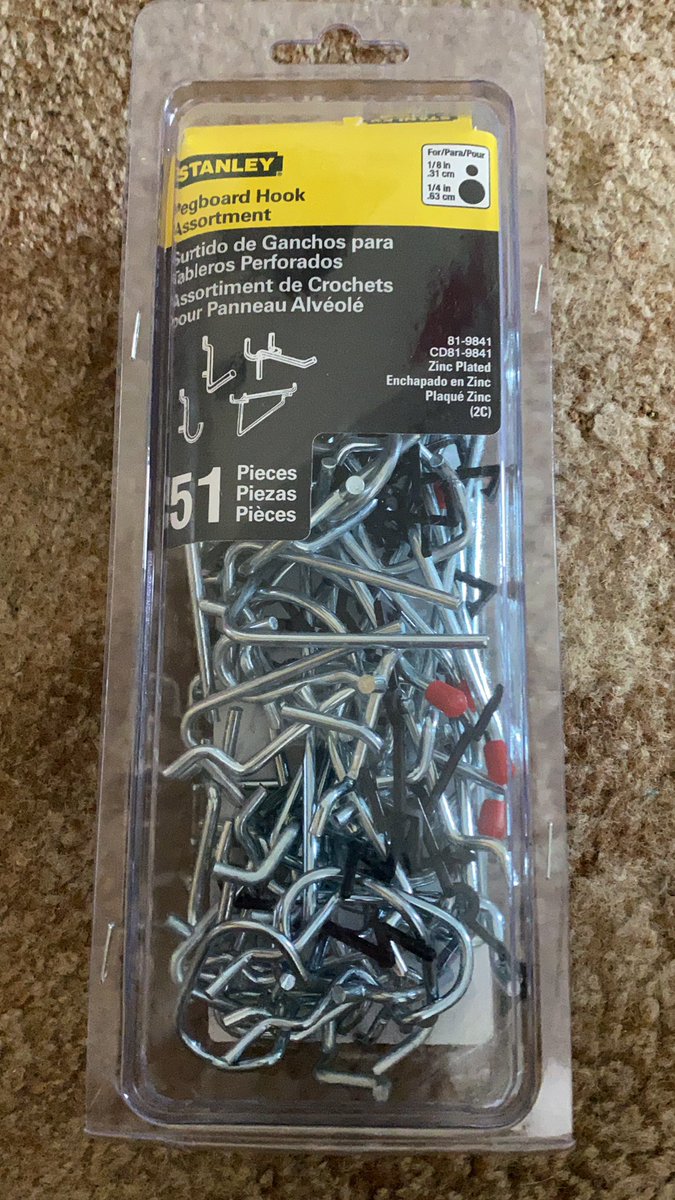 STANLEY
Pegboard Hook
Assortment
For/Para/Pour
1/8 in
.31 cm
1/4 in
.63 cm
Surtido de Ganchos para
Tableros Perforados
Assortiment de Crochets
pour Panneau Alvéolé
81-9841
CD81-9841
Zinc Plated
Enchapado en Zinc
Plaqué Zinc
(2C)
51
Pieces
Piezas
Pièces